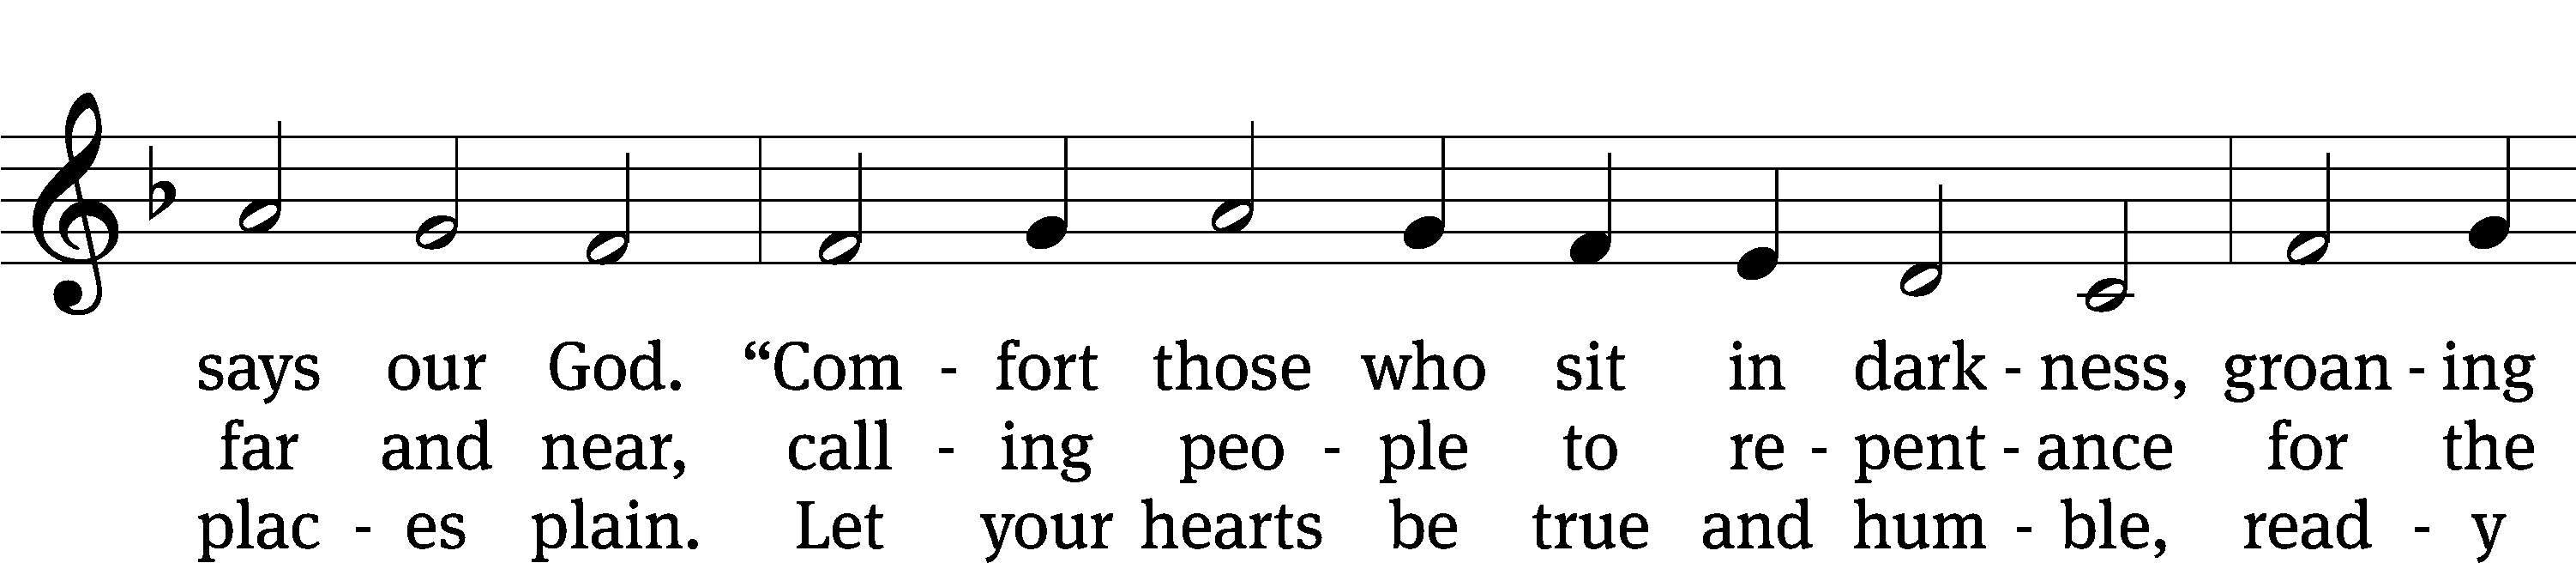 says our God. “Com - fort those who sit in dark - ness, groan - ing
far and near, call - ing peo - ple to re - pent - ance for the
plac - es plain. Let your hearts be true and hum - ble, read - y